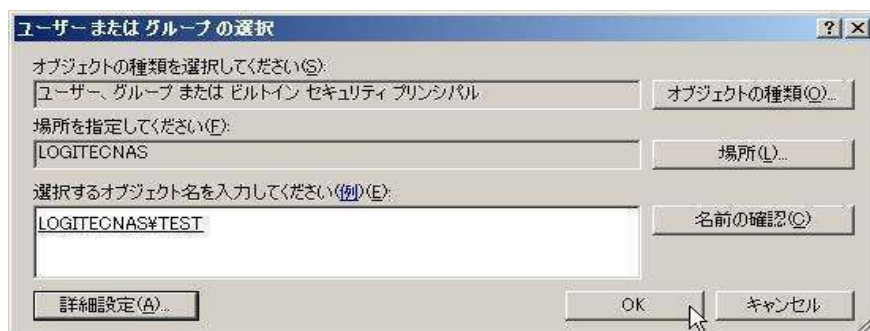 ユーザー または グループ の選択
オブジェクトの種類を選択してください(S):
ユーザー、グループ または ビルトイン セキュリティ プリンシパル
オブジェクトの種類(O)...
場所を指定してください(F):
LOGITECNAS
場所(L)...
選択するオブジェクト名を入力してください(例)(E):
LOGITECNAS¥TEST
名前の確認(C)
詳細設定(A)...
OK
キャンセル